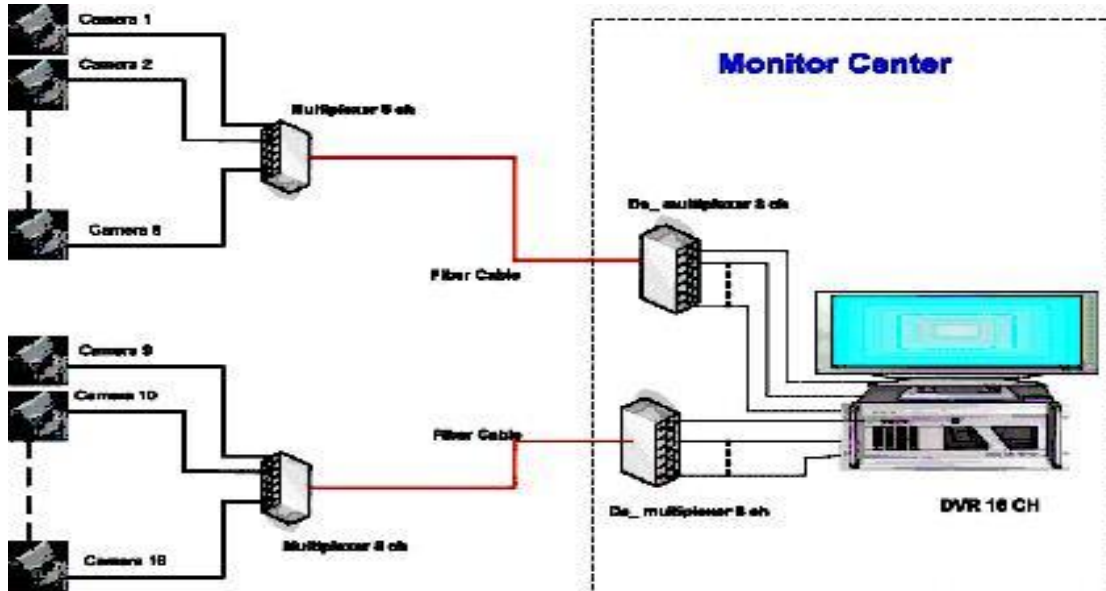 Camera 1
Camera 2
Multiplexer 8 ch
Camera 8
Fiber Cable
Monitor Center
De_ multiplexer 8 ch
Camera 9
Camera 10
Fiber Cable
Multiplexer 8 ch
Camera 16
De_ multiplexer 8 ch
DVR 16 CH